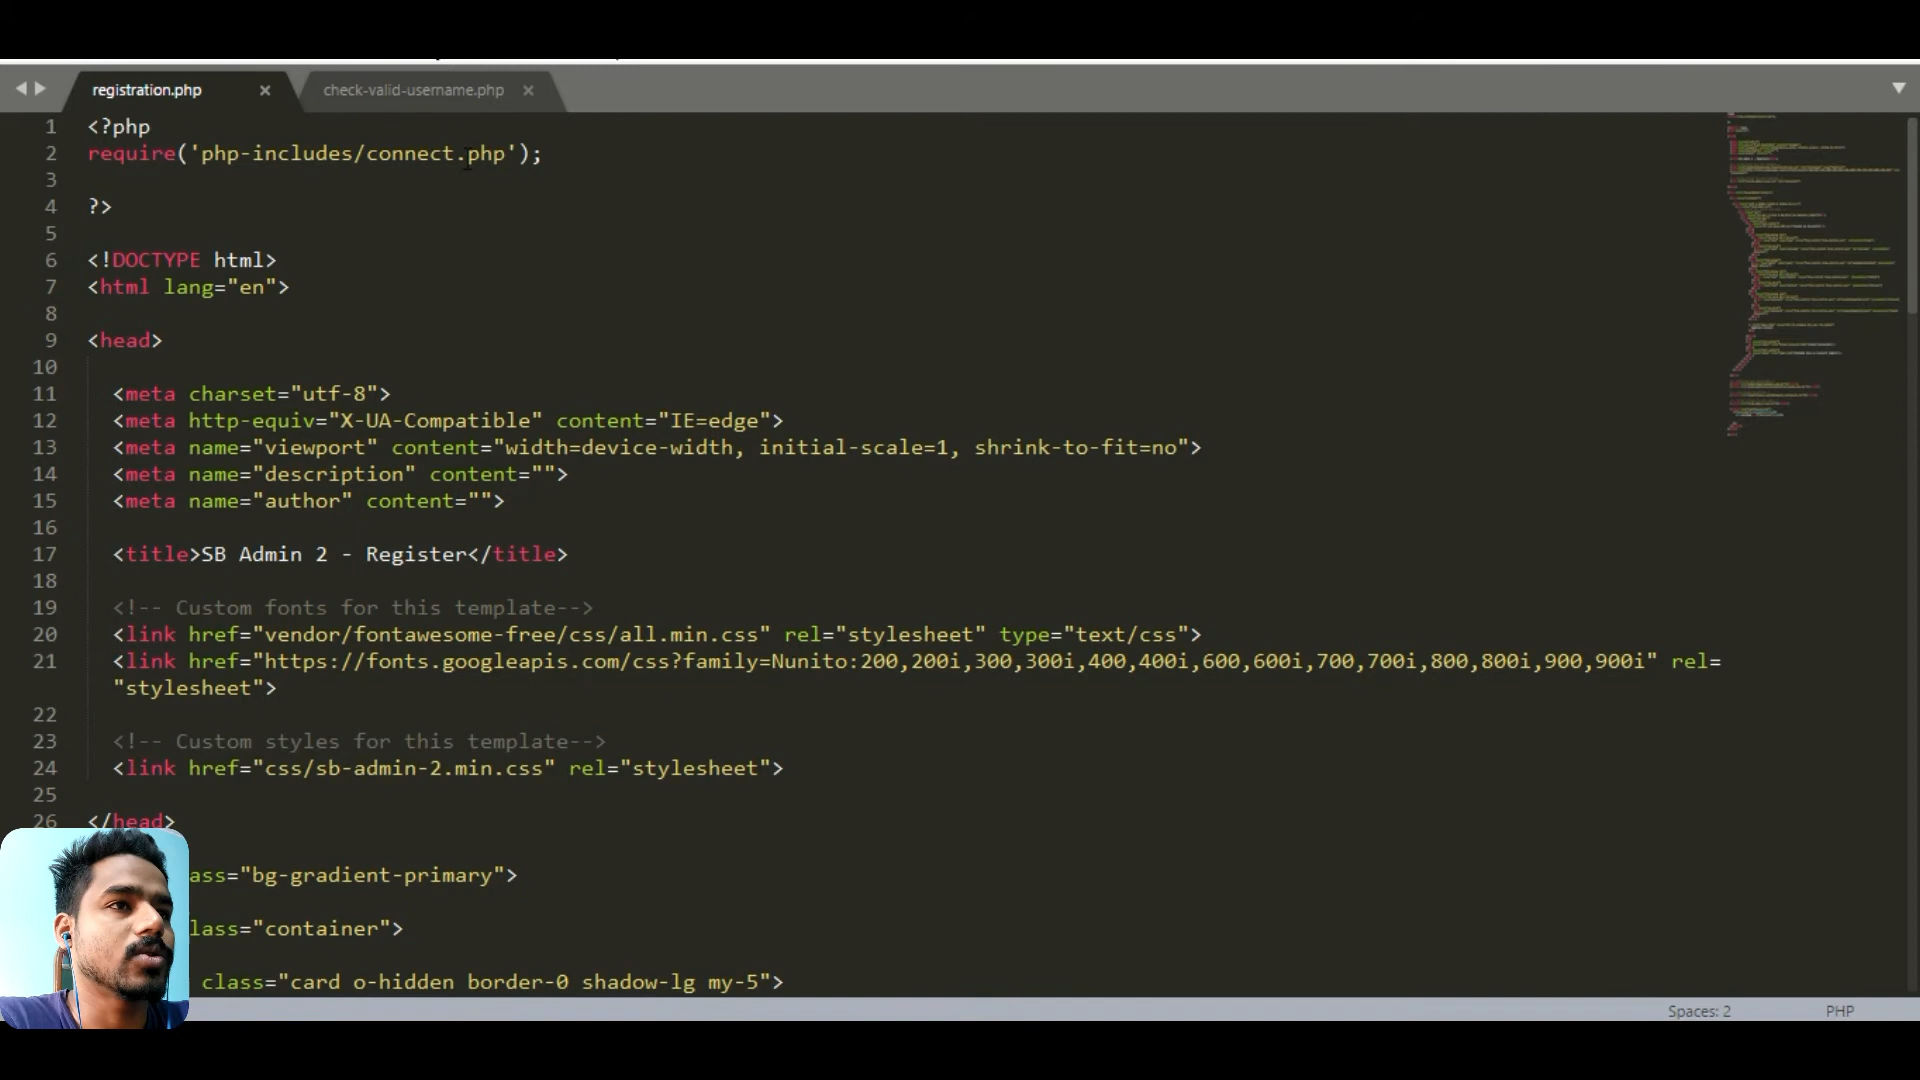 registration.php × check-valid-username.php ×
1 <?php
2 require('php-includes/connect.php');
3
4 ?>
5
6 <!DOCTYPE html>
7 <html lang="en">
8
9 <head>
10
11 <meta charset="utf-8">
12 <meta http-equiv="X-UA-Compatible" content="IE=edge">
13 <meta name="viewport" content="width=device-width, initial-scale=1, shrink-to-fit=no">
14 <meta name="description" content="">
15 <meta name="author" content="">
16
17 <title>SB Admin 2 - Register</title>
18
19 <!-- Custom fonts for this template-->
20 <link href="vendor/fontawesome-free/css/all.min.css" rel="stylesheet" type="text/css">
21 <link href="https://fonts.googleapis.com/css?family=Nunito:200,200i,300,300i,400,400i,600,600i,700,700i,800,800i,900,900i" rel=
"stylesheet">
22
23 <!-- Custom styles for this template-->
24 <link href="css/sb-admin-2.min.css" rel="stylesheet">
25
26 </head>
ass="bg-gradient-primary">
lass="container">
class="card o-hidden border-0 shadow-lg my-5">
Spaces: 2 PHP